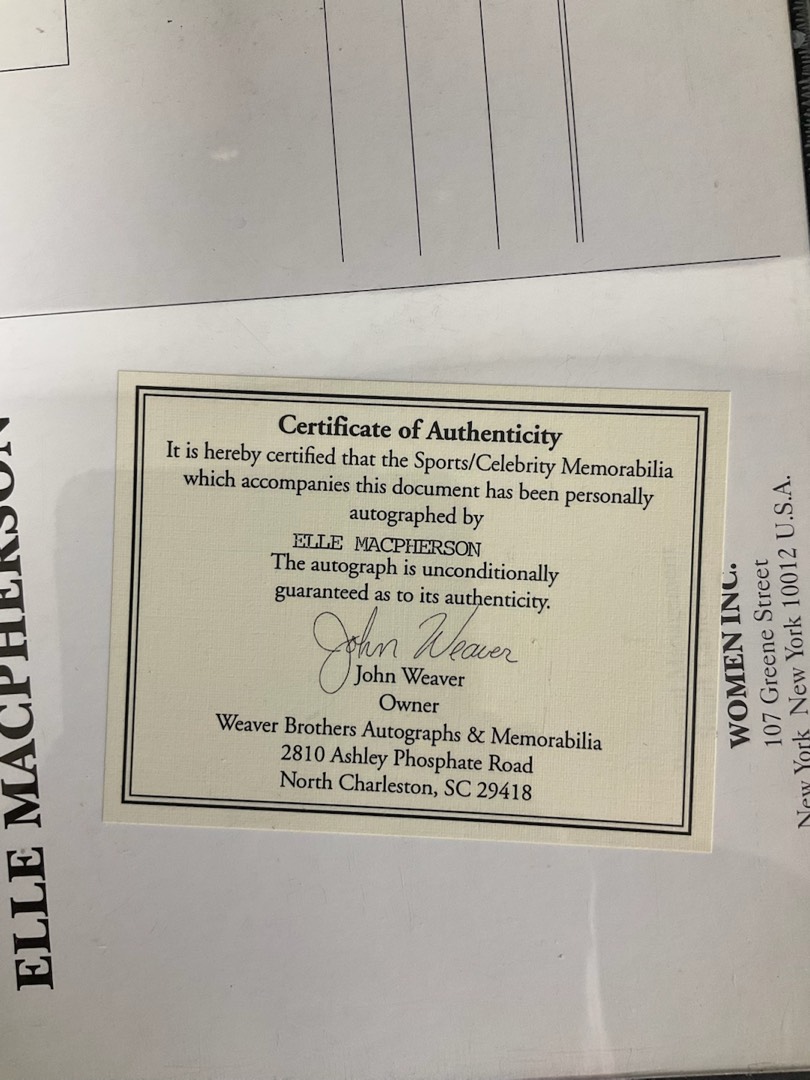 ELLE MACPHERSON
Certificate of Authenticity
It is hereby certified that the Sports/Celebrity Memorabilia
which accompanies this document has been personally
autographed by
ELLE MACPHERSON
The autograph is unconditionally
guaranteed as to its authenticity.
John Weaver
John Weaver
Owner
Weaver Brothers Autographs & Memorabilia
2810 Ashley Phosphate Road
North Charleston, SC 29418
WOMEN INC.
107 Greene Street
New York New York 10012 U.S.A.